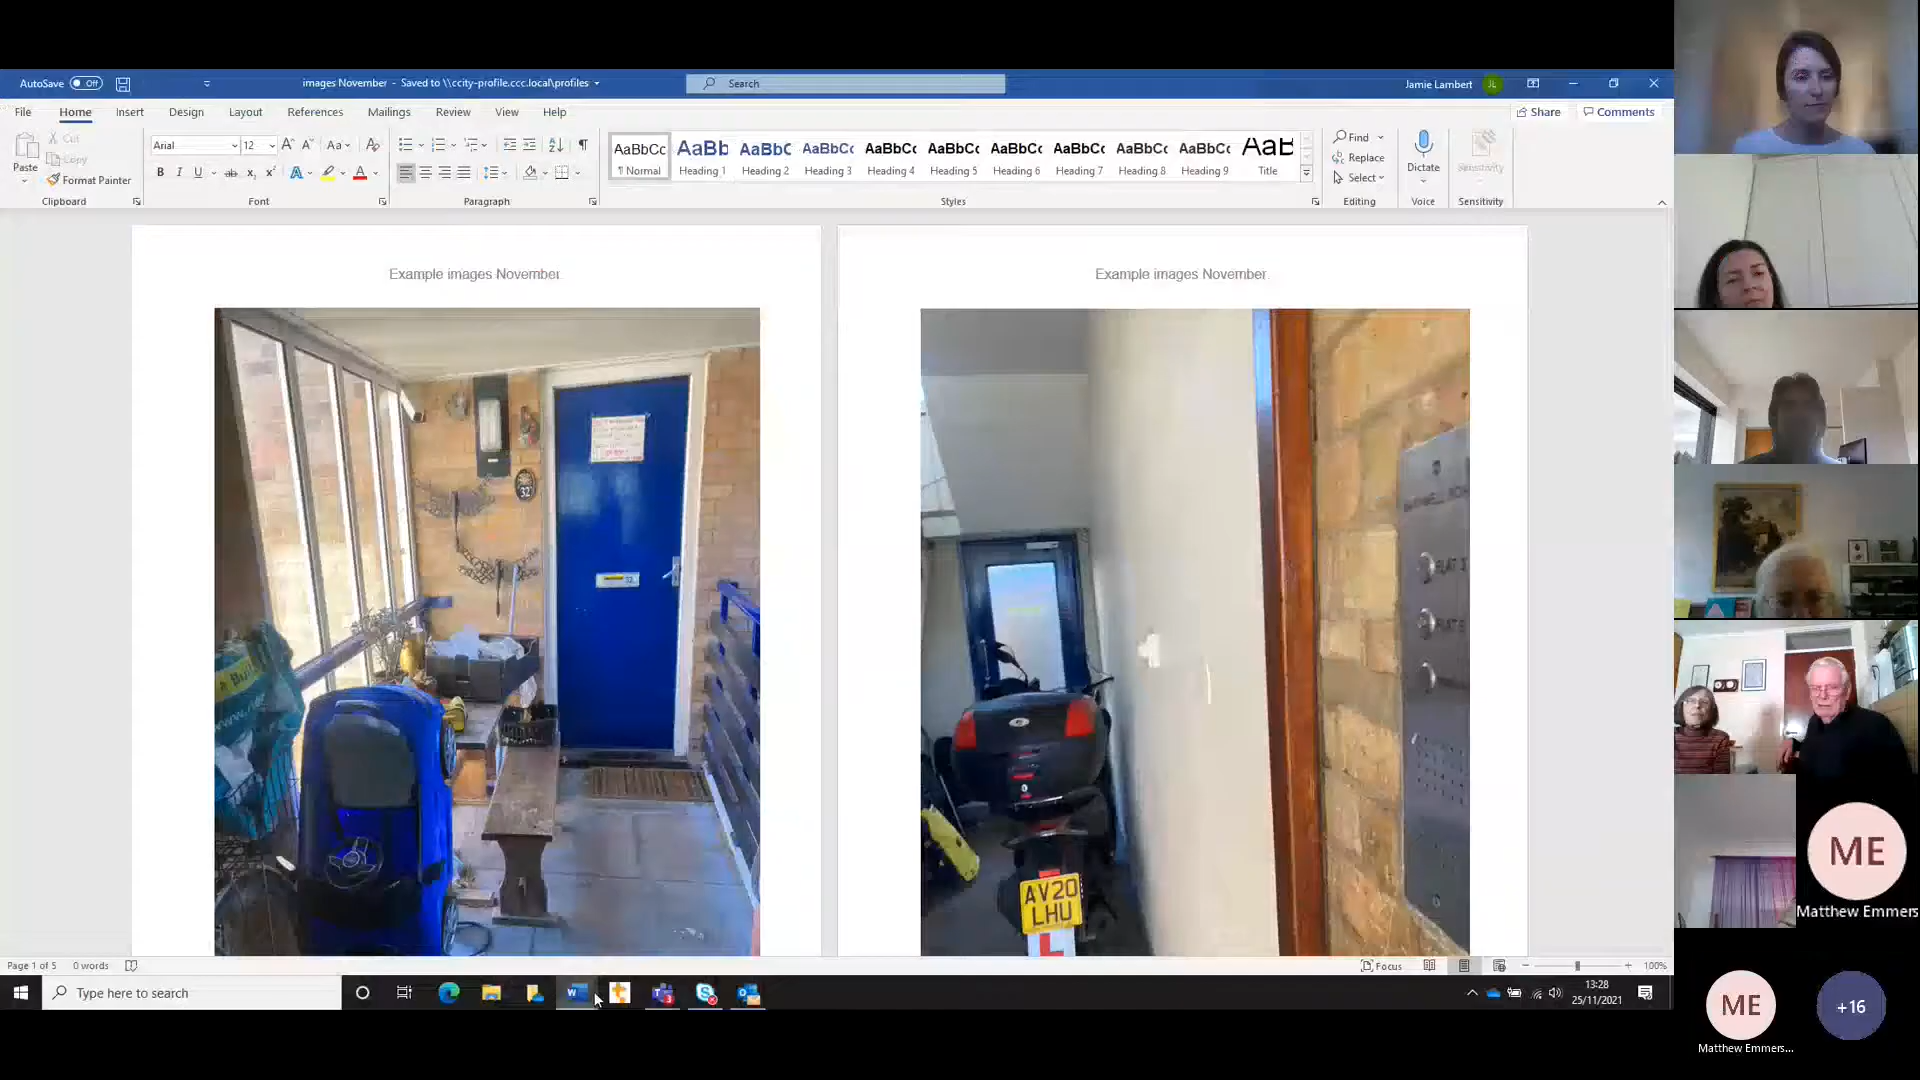 AutoSave Off
images November - Saved to \\ccity-profile.ccc.local\profiles
Search
Jamie Lambert JL
File Home Insert Design Layout References Mailings Review View Help
Share Comments
Paste
Cut
Copy
Format Painter
Clipboard
Arial 12
Font
Paragraph
AaBbCc AaBb AaBbC AaBbCc AaBbCc AaBbCc AaBbCc AaBbCc AaBbCc AaBbCc AaB
¶ Normal Heading 1 Heading 2 Heading 3 Heading 4 Heading 5 Heading 6 Heading 7 Heading 8 Heading 9 Title
Styles
Find
Replace
Select
Editing
Dictate
Voice
Sensitivity
Sensitivity
Example images November
Example images November
32
FLAT
AV20
LHU
L
Page 1 of 5 0 words
Focus
100%
Type here to search
13:28
25/11/2021
ME
Matthew Emmers
ME
Matthew Emmers...
+16